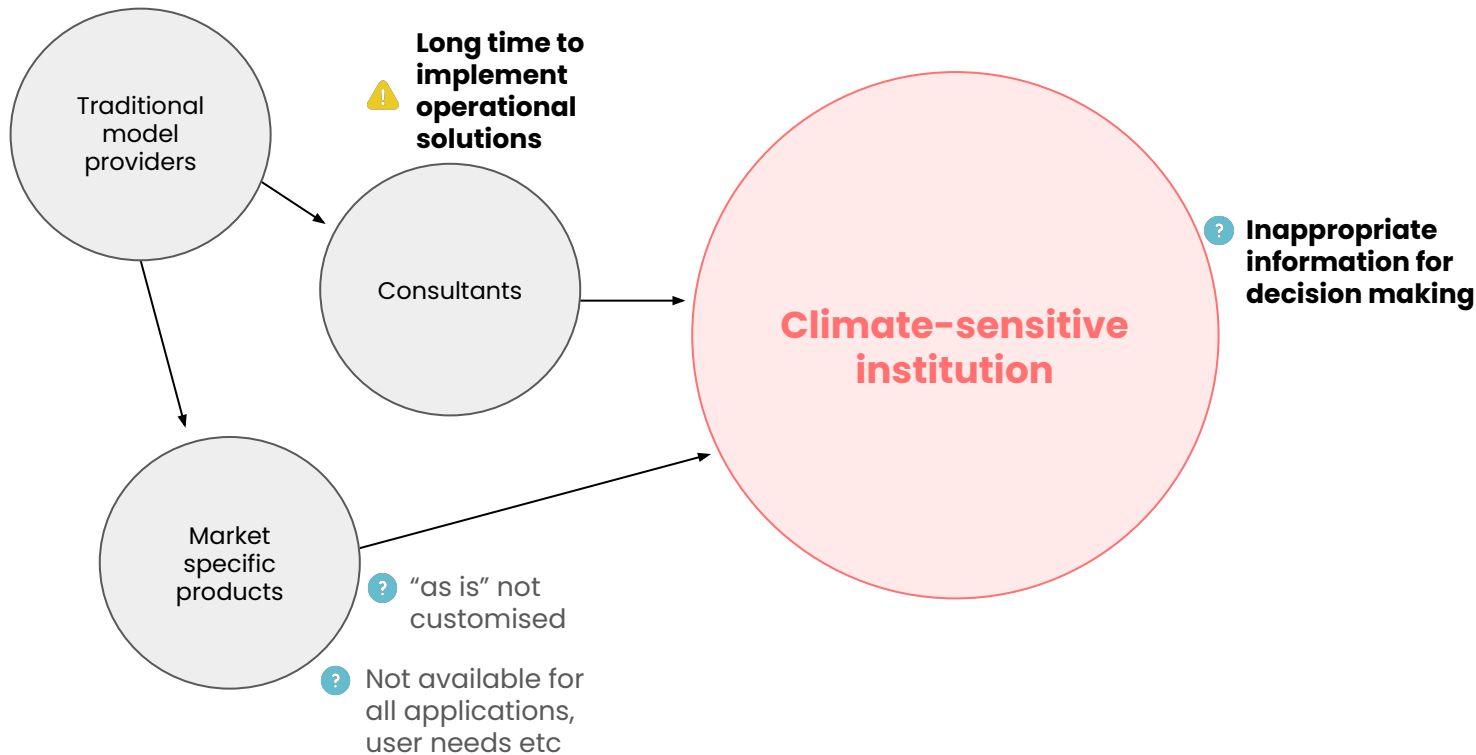 Traditional
model
providers
Long time to
implement
operational
solutions
Consultants
Climate-sensitive
institution
Inappropriate
information for
decision making
Market
specific
products
“as is” not
customised
Not available for
all applications,
user needs etc